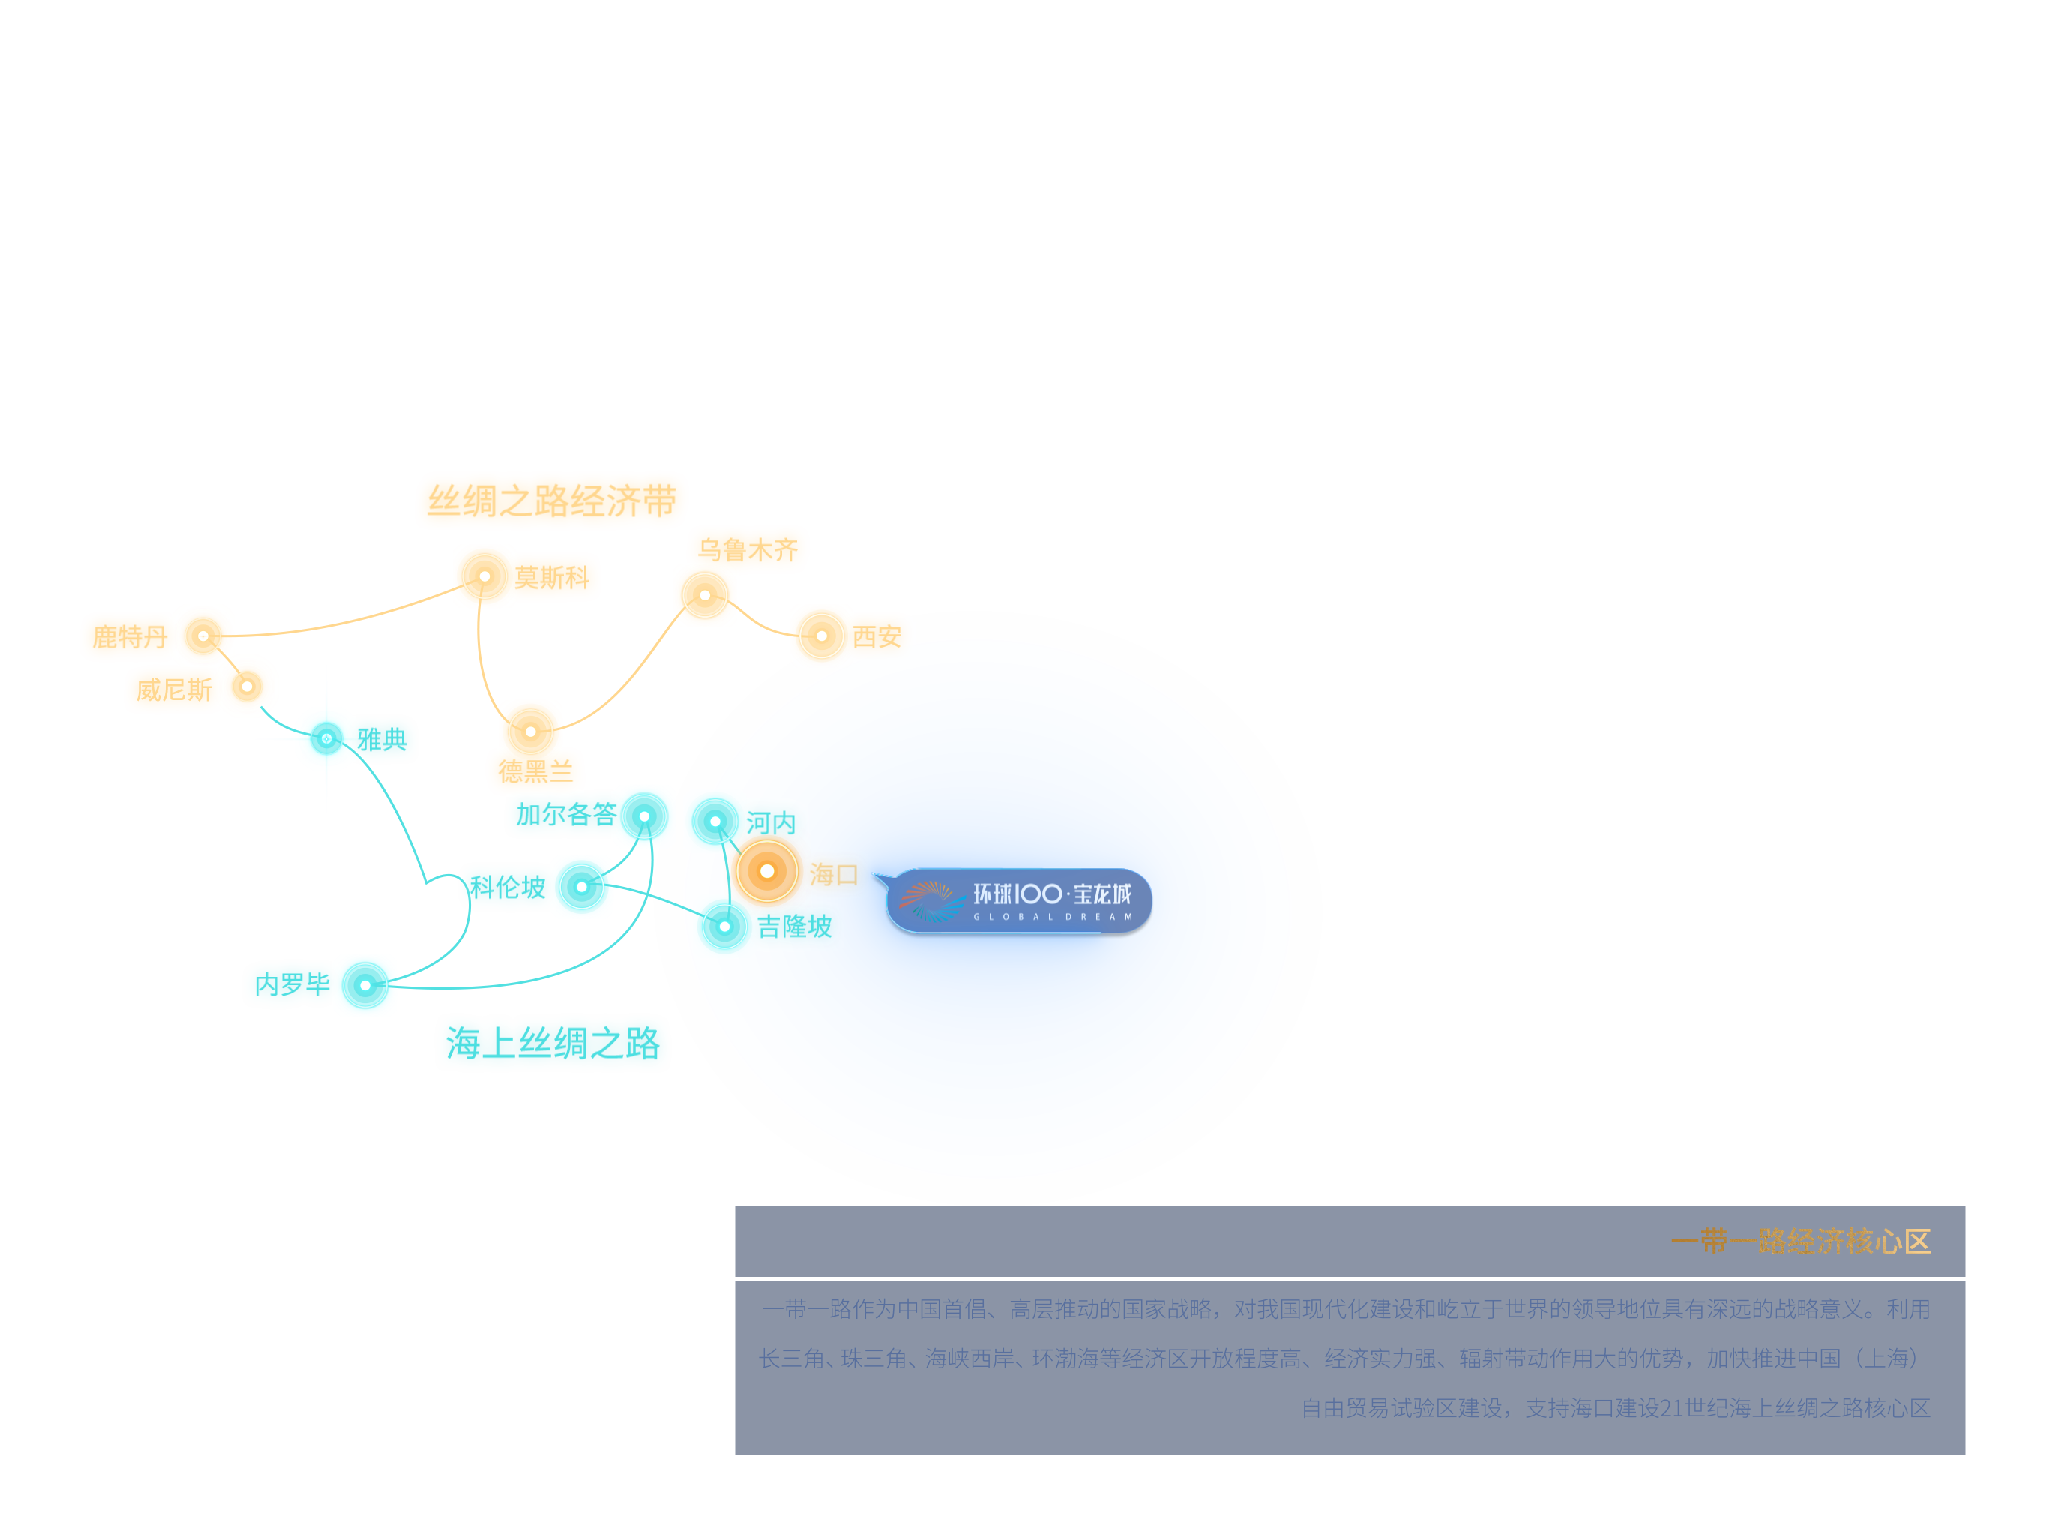 丝绸之路经济带
乌鲁木齐
莫斯科
鹿特丹
西安
威尼斯
雅典
德黑兰
加尔各答
河内
海口
科伦坡
环球100·宝龙城
GLOBAL DREAM
吉隆坡
内罗毕
海上丝绸之路
一带一路经济核心区
一带一路作为中国首倡、高层推动的国家战略，对我国现代化建设和屹立于世界的领导地位具有深远的战略意义。利用
长三角、珠三角、海峡西岸、环渤海等经济区开放程度高、经济实力强、辐射带动作用大的优势，加快推进中国（上海）
自由贸易试验区建设，支持海口建设21世纪海上丝绸之路核心区